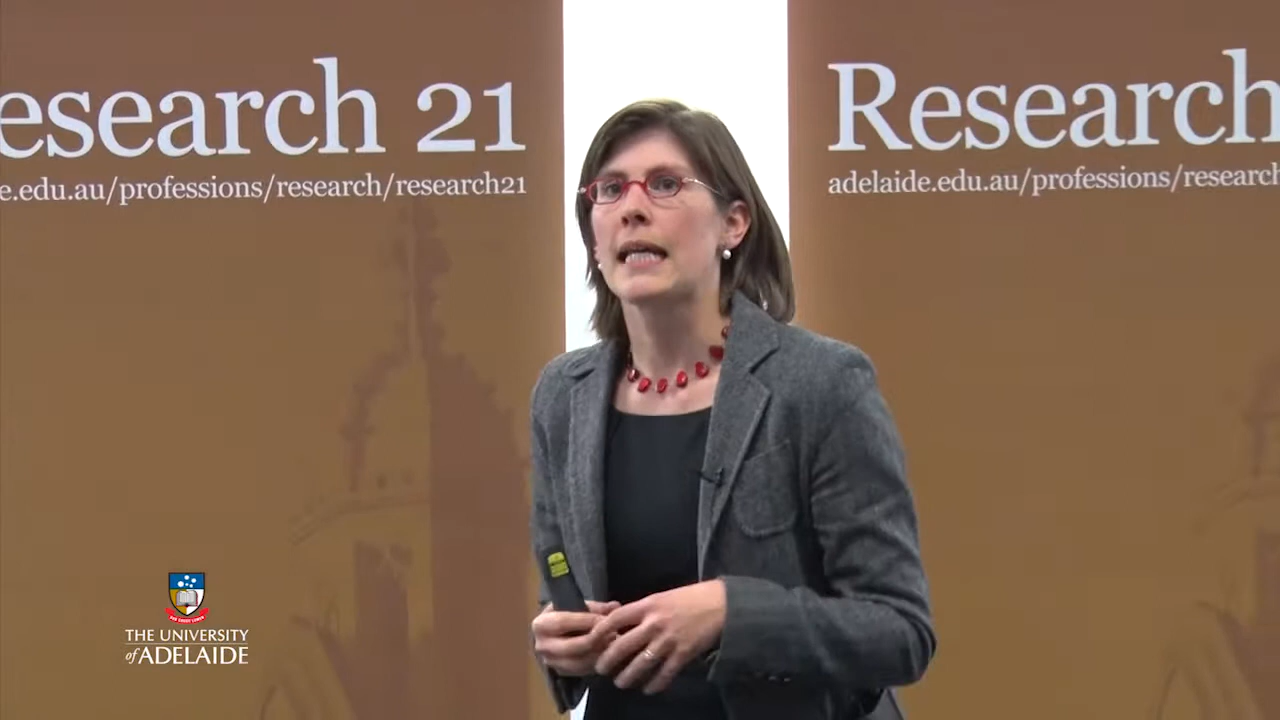 esearch 21
e.edu.au/professions/research/research21
Research
adelaide.edu.au/professions/research
THE UNIVERSITY
of ADELAIDE